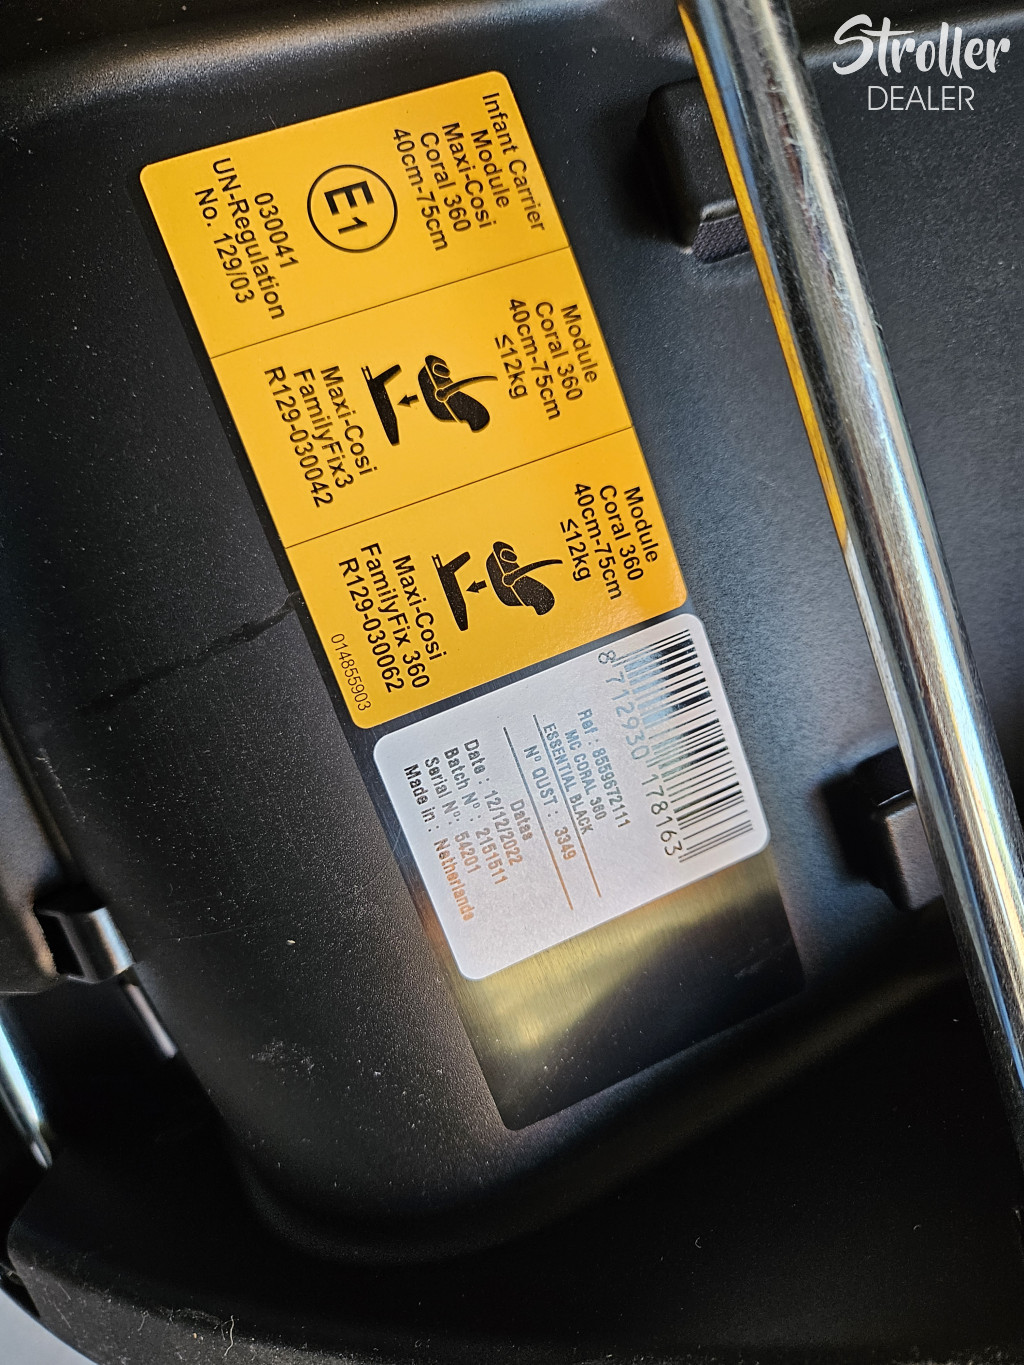 Stroller
DEALER
Infant Carrier
Module
Maxi-Cosi
Coral 360
40cm-75cm
E1
030041
UN-Regulation
No. 129/03
Module
Coral 360
40cm-75cm
≤12kg
Maxi-Cosi
FamilyFix3
R129-030042
Module
Coral 360
40cm-75cm
≤12kg
Maxi-Cosi
FamilyFix 360
R129-030062
014855903
8 712930 178163
Ref : 8559672111
MC CORAL 360
ESSENTIAL BLACK
N° QUST : 3349
Datas
Date : 12/12/2022
Batch N° : 2151511
Serial N° : 54201
Made in : Netherlands